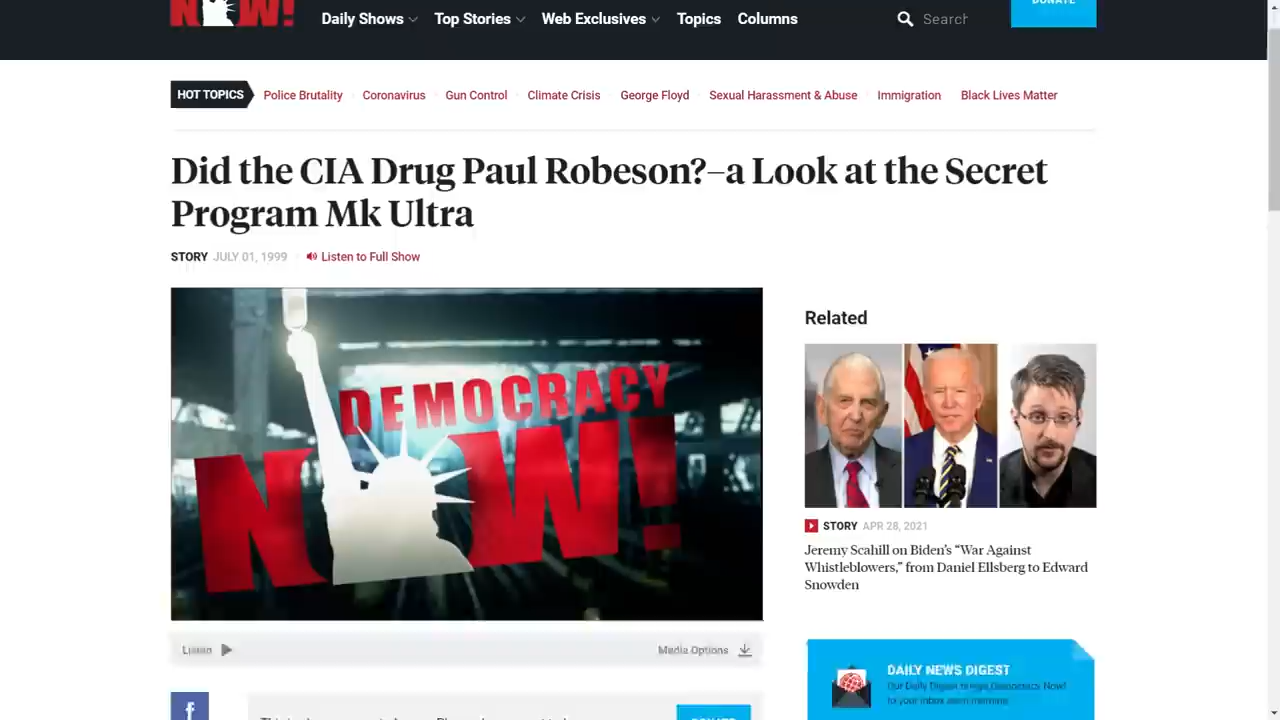 NOW!
Daily Shows Top Stories Web Exclusives Topics Columns Search DONATE
HOT TOPICS Police Brutality Coronavirus Gun Control Climate Crisis George Floyd Sexual Harassment & Abuse Immigration Black Lives Matter
Did the CIA Drug Paul Robeson?–a Look at the Secret
Program Mk Ultra
STORY JULY 01, 1999 Listen to Full Show
DEMOCRACY
NOW!
Listen Media Options
Related
STORY APR 28, 2021
Jeremy Scahill on Biden's “War Against
Whistleblowers,” from Daniel Ellsberg to Edward
Snowden
DAILY NEWS DIGEST
Our Daily Digest brings Democracy Now!
to your inbox each morning.
f
DONATE